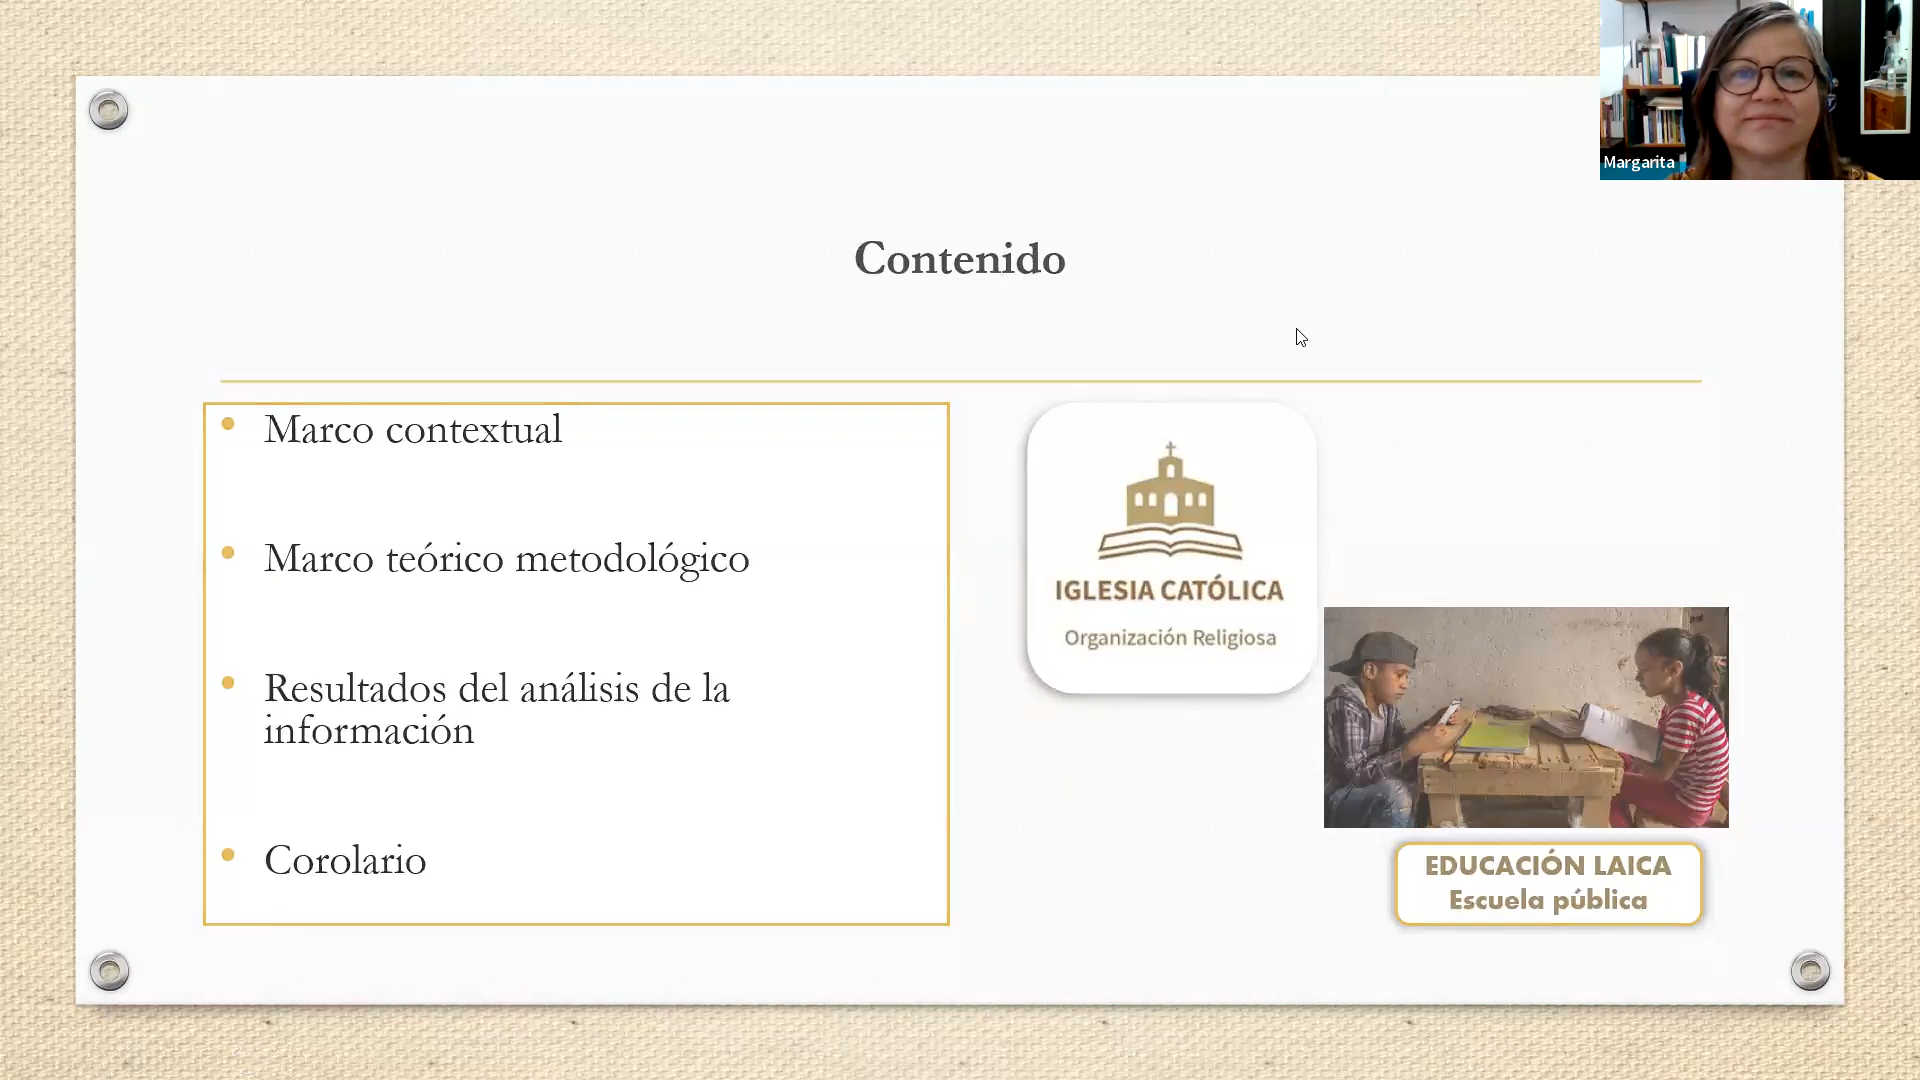 Margarita
Contenido
Marco contextual
Marco teórico metodológico
Resultados del análisis de la
información
Corolario
IGLESIA CATÓLICA
Organización Religiosa
EDUCACIÓN LAICA
Escuela pública